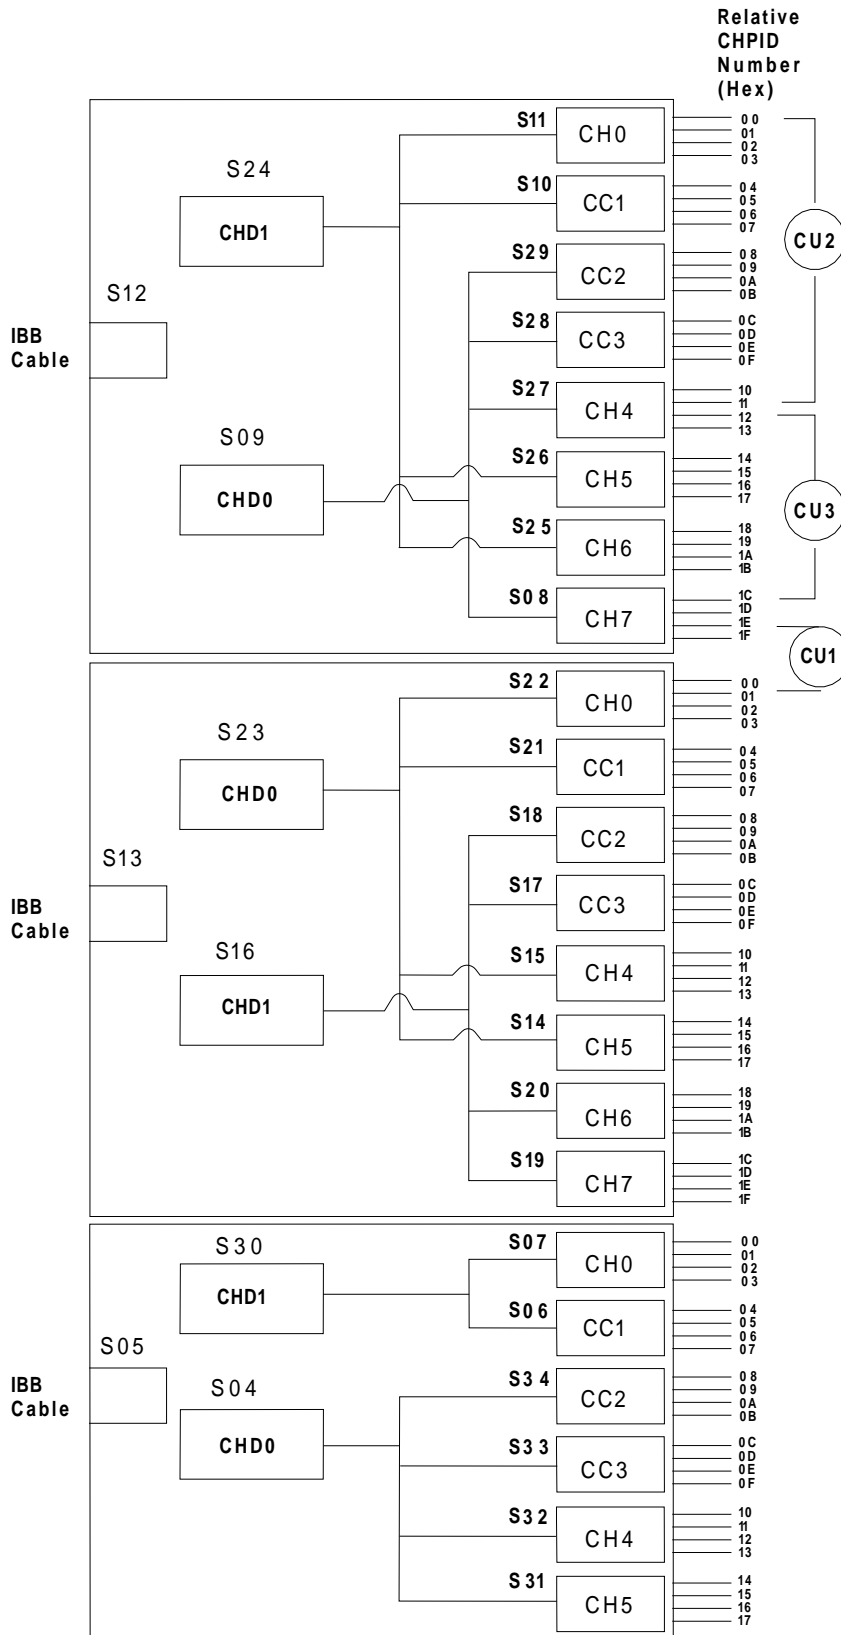 Relative
CHPID
Number
(Hex)
S11
CH0
00
01
02
03
S24
CHD1
S10
CC1
04
05
06
07
CU2
S29
CC2
08
09
0A
0B
S12
IBB
Cable
S28
CC3
0C
0D
0E
0F
S27
CH4
10
11
12
13
S09
CHD0
S26
CH5
14
15
16
17
CU3
S25
CH6
18
19
1A
1B
S08
CH7
1C
1D
1E
1F
CU1
S22
CH0
00
01
02
03
S23
CHD0
S21
CC1
04
05
06
07
S18
CC2
08
09
0A
0B
S13
IBB
Cable
S17
CC3
0C
0D
0E
0F
S16
CHD1
S15
CH4
10
11
12
13
S14
CH5
14
15
16
17
S20
CH6
18
19
1A
1B
S19
CH7
1C
1D
1E
1F
S30
CHD1
S07
CH0
00
01
02
03
S06
CC1
04
05
06
07
S05
IBB
Cable
S04
CHD0
S34
CC2
08
09
0A
0B
S33
CC3
0C
0D
0E
0F
S32
CH4
10
11
12
13
S31
CH5
14
15
16
17